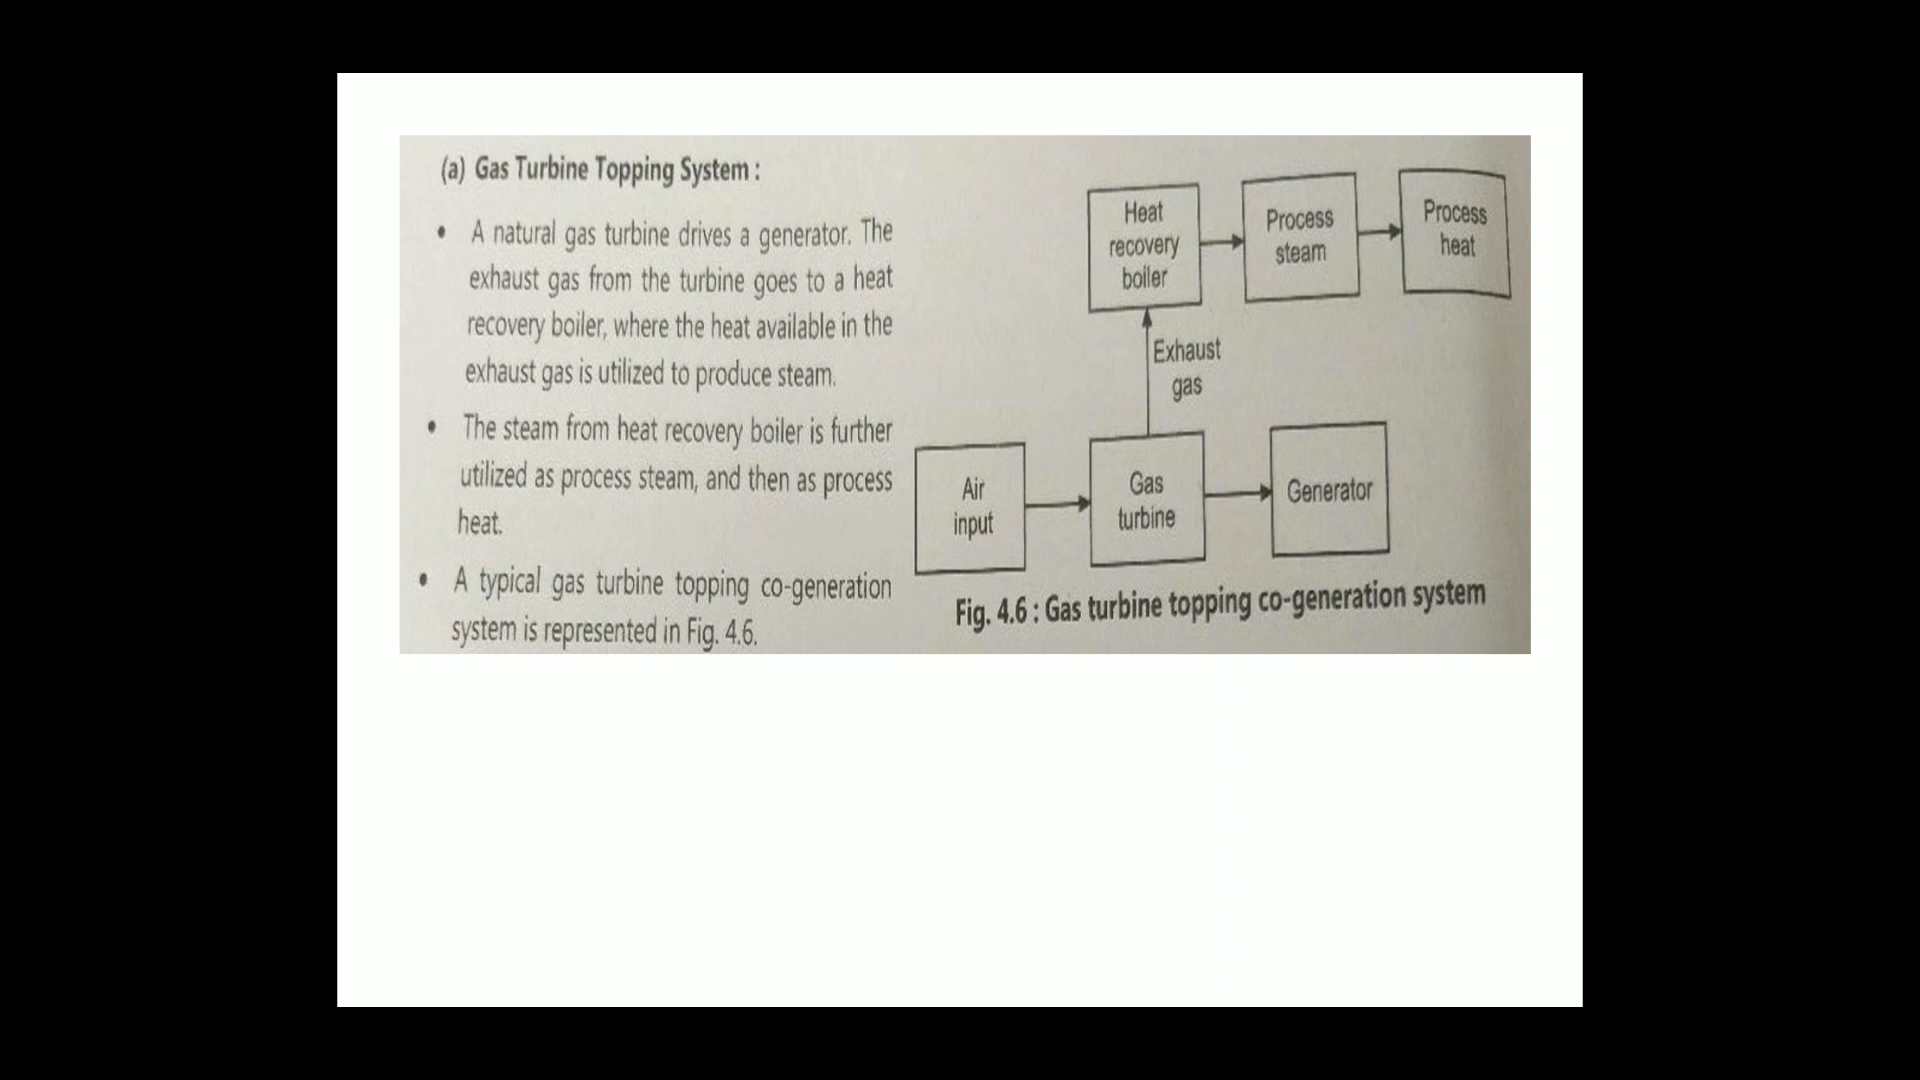 (a) Gas Turbine Topping System :
• A natural gas turbine drives a generator. The
exhaust gas from the turbine goes to a heat
recovery boiler, where the heat available in the
exhaust gas is utilized to produce steam.
• The steam from heat recovery boiler is further
utilized as process steam, and then as process
heat.
• A typical gas turbine topping co-generation
system is represented in Fig. 4.6.
Heat
recovery
boiler
Process
steam
Process
heat
Exhaust
gas
Air
input
Gas
turbine
Generator
Fig. 4.6 : Gas turbine topping co-generation system